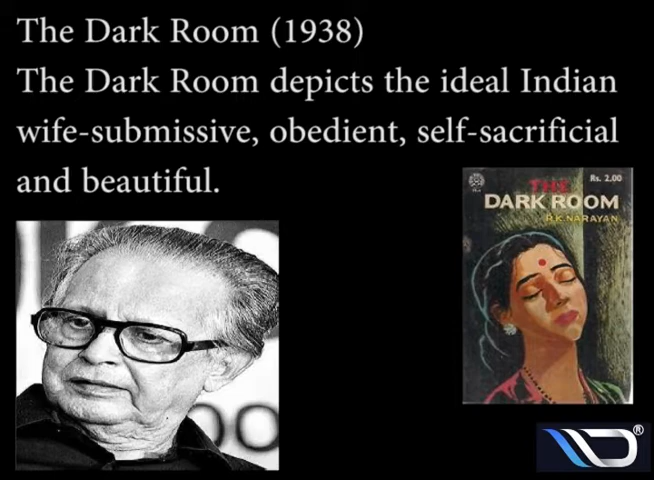 The Dark Room (1938)
The Dark Room depicts the ideal Indian
wife-submissive, obedient, self-sacrificial
and beautiful.
Rs. 2.00
THE
DARK ROOM
R.K.NARAYAN
OO
®